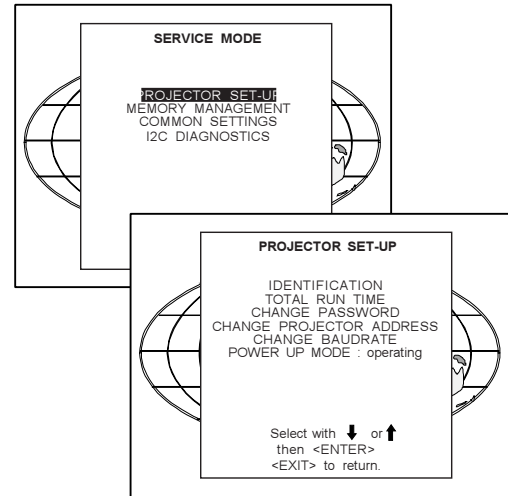 SERVICE MODE
PROJECTOR SET-UP
MEMORY MANAGEMENT
COMMON SETTINGS
I2C DIAGNOSTICS
PROJECTOR SET-UP
IDENTIFICATION
TOTAL RUN TIME
CHANGE PASSWORD
CHANGE PROJECTOR ADDRESS
CHANGE BAUDRATE
POWER UP MODE : operating
Select with ⬇ or ⬆
then <ENTER>
<EXIT> to return.